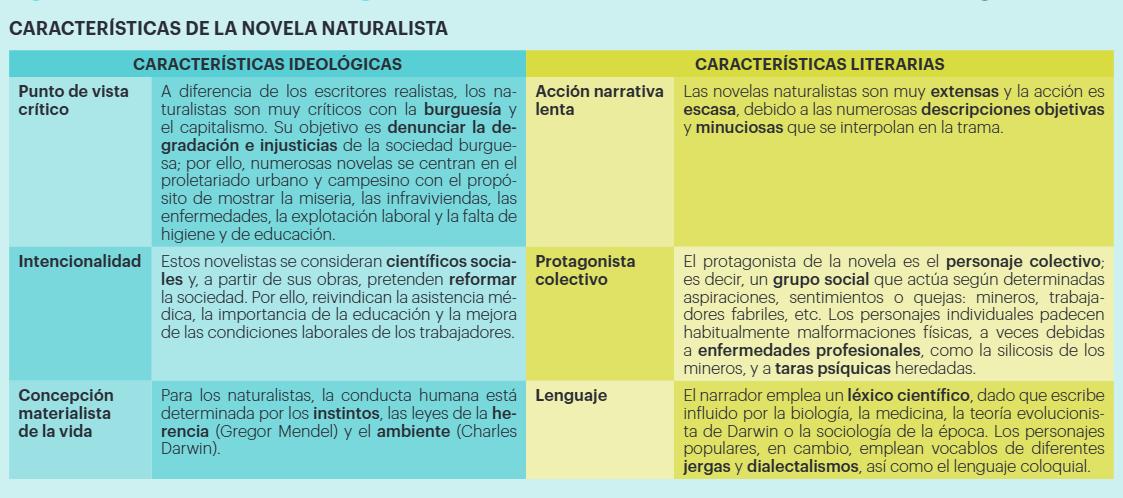 CARACTERÍSTICAS DE LA NOVELA NATURALISTA
CARACTERÍSTICAS IDEOLÓGICAS
Punto de vista
crítico
A diferencia de los escritores realistas, los na-
turalistas son muy críticos con la burguesía y
el capitalismo. Su objetivo es denunciar la de-
gradación e injusticias de la sociedad burgue-
sa; por ello, numerosas novelas se centran en el
proletariado urbano y campesino con el propó-
sito de mostrar la miseria, las infraviviendas, las
enfermedades, la explotación laboral y la falta de
higiene y de educación.
Intencionalidad
Estos novelistas se consideran científicos socia-
les y, a partir de sus obras, pretenden reformar
la sociedad. Por ello, reivindican la asistencia mé-
dica, la importancia de la educación y la mejora
de las condiciones laborales de los trabajadores.
Concepción
materialista
de la vida
Para los naturalistas, la conducta humana está
determinada por los instintos, las leyes de la he-
rencia (Gregor Mendel) y el ambiente (Charles
Darwin).
CARACTERÍSTICAS LITERARIAS
Acción narrativa
lenta
Las novelas naturalistas son muy extensas y la acción es
escasa, debido a las numerosas descripciones objetivas
y minuciosas que se interpolan en la trama.
Protagonista
colectivo
El protagonista de la novela es el personaje colectivo;
es decir, un grupo social que actúa según determinadas
aspiraciones, sentimientos o quejas: mineros, trabaja-
dores fabriles, etc. Los personajes individuales padecen
habitualmente malformaciones físicas, a veces debidas
a enfermedades profesionales, como la silicosis de los
mineros, y a taras psíquicas heredadas.
Lenguaje
El narrador emplea un léxico científico, dado que escribe
influido por la biología, la medicina, la teoría evolucionis-
ta de Darwin o la sociología de la época. Los personajes
populares, en cambio, emplean vocablos de diferentes
jergas y dialectalismos, así como el lenguaje coloquial.